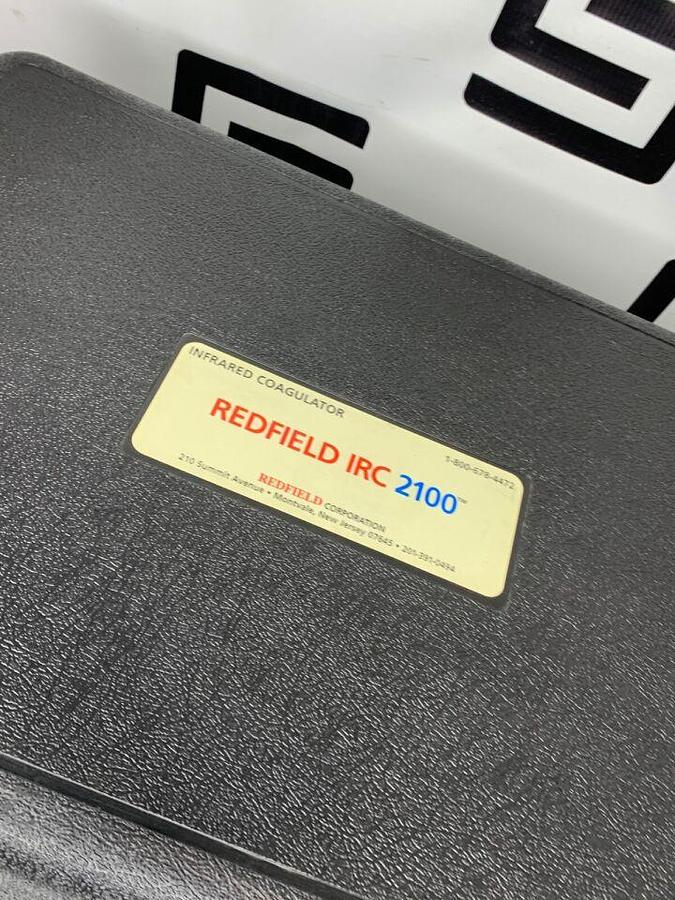 INFRARED COAGULATOR
1-800-678-4472
REDFIELD IRC 2100™
REDFIELD CORPORATION
210 Summit Avenue • Montvale, New Jersey 07645 • 201-391-0494